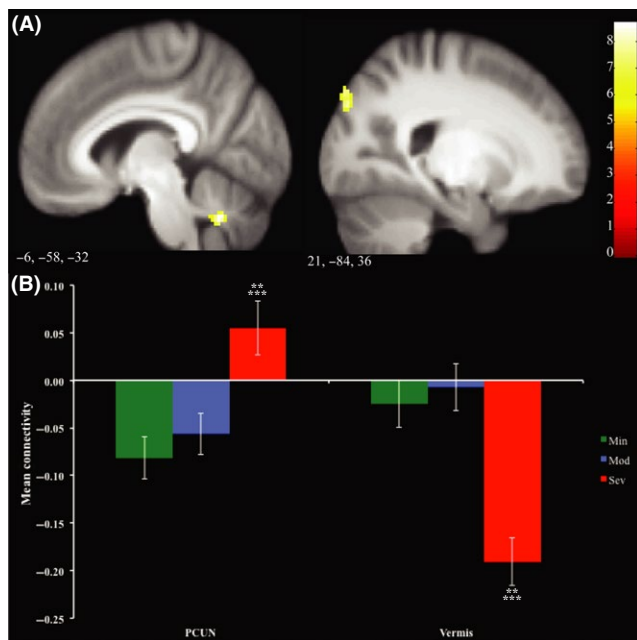 (A)
8
7
6
5
4
3
2
1
0
−6, −58, −32
21, −84, 36
(B)
0.10
0.05
0.00
−0.05
−0.10
−0.15
−0.20
−0.25
Mean connectivity
**
***
**
***
Min
Mod
Sev
PCUN
Vermis